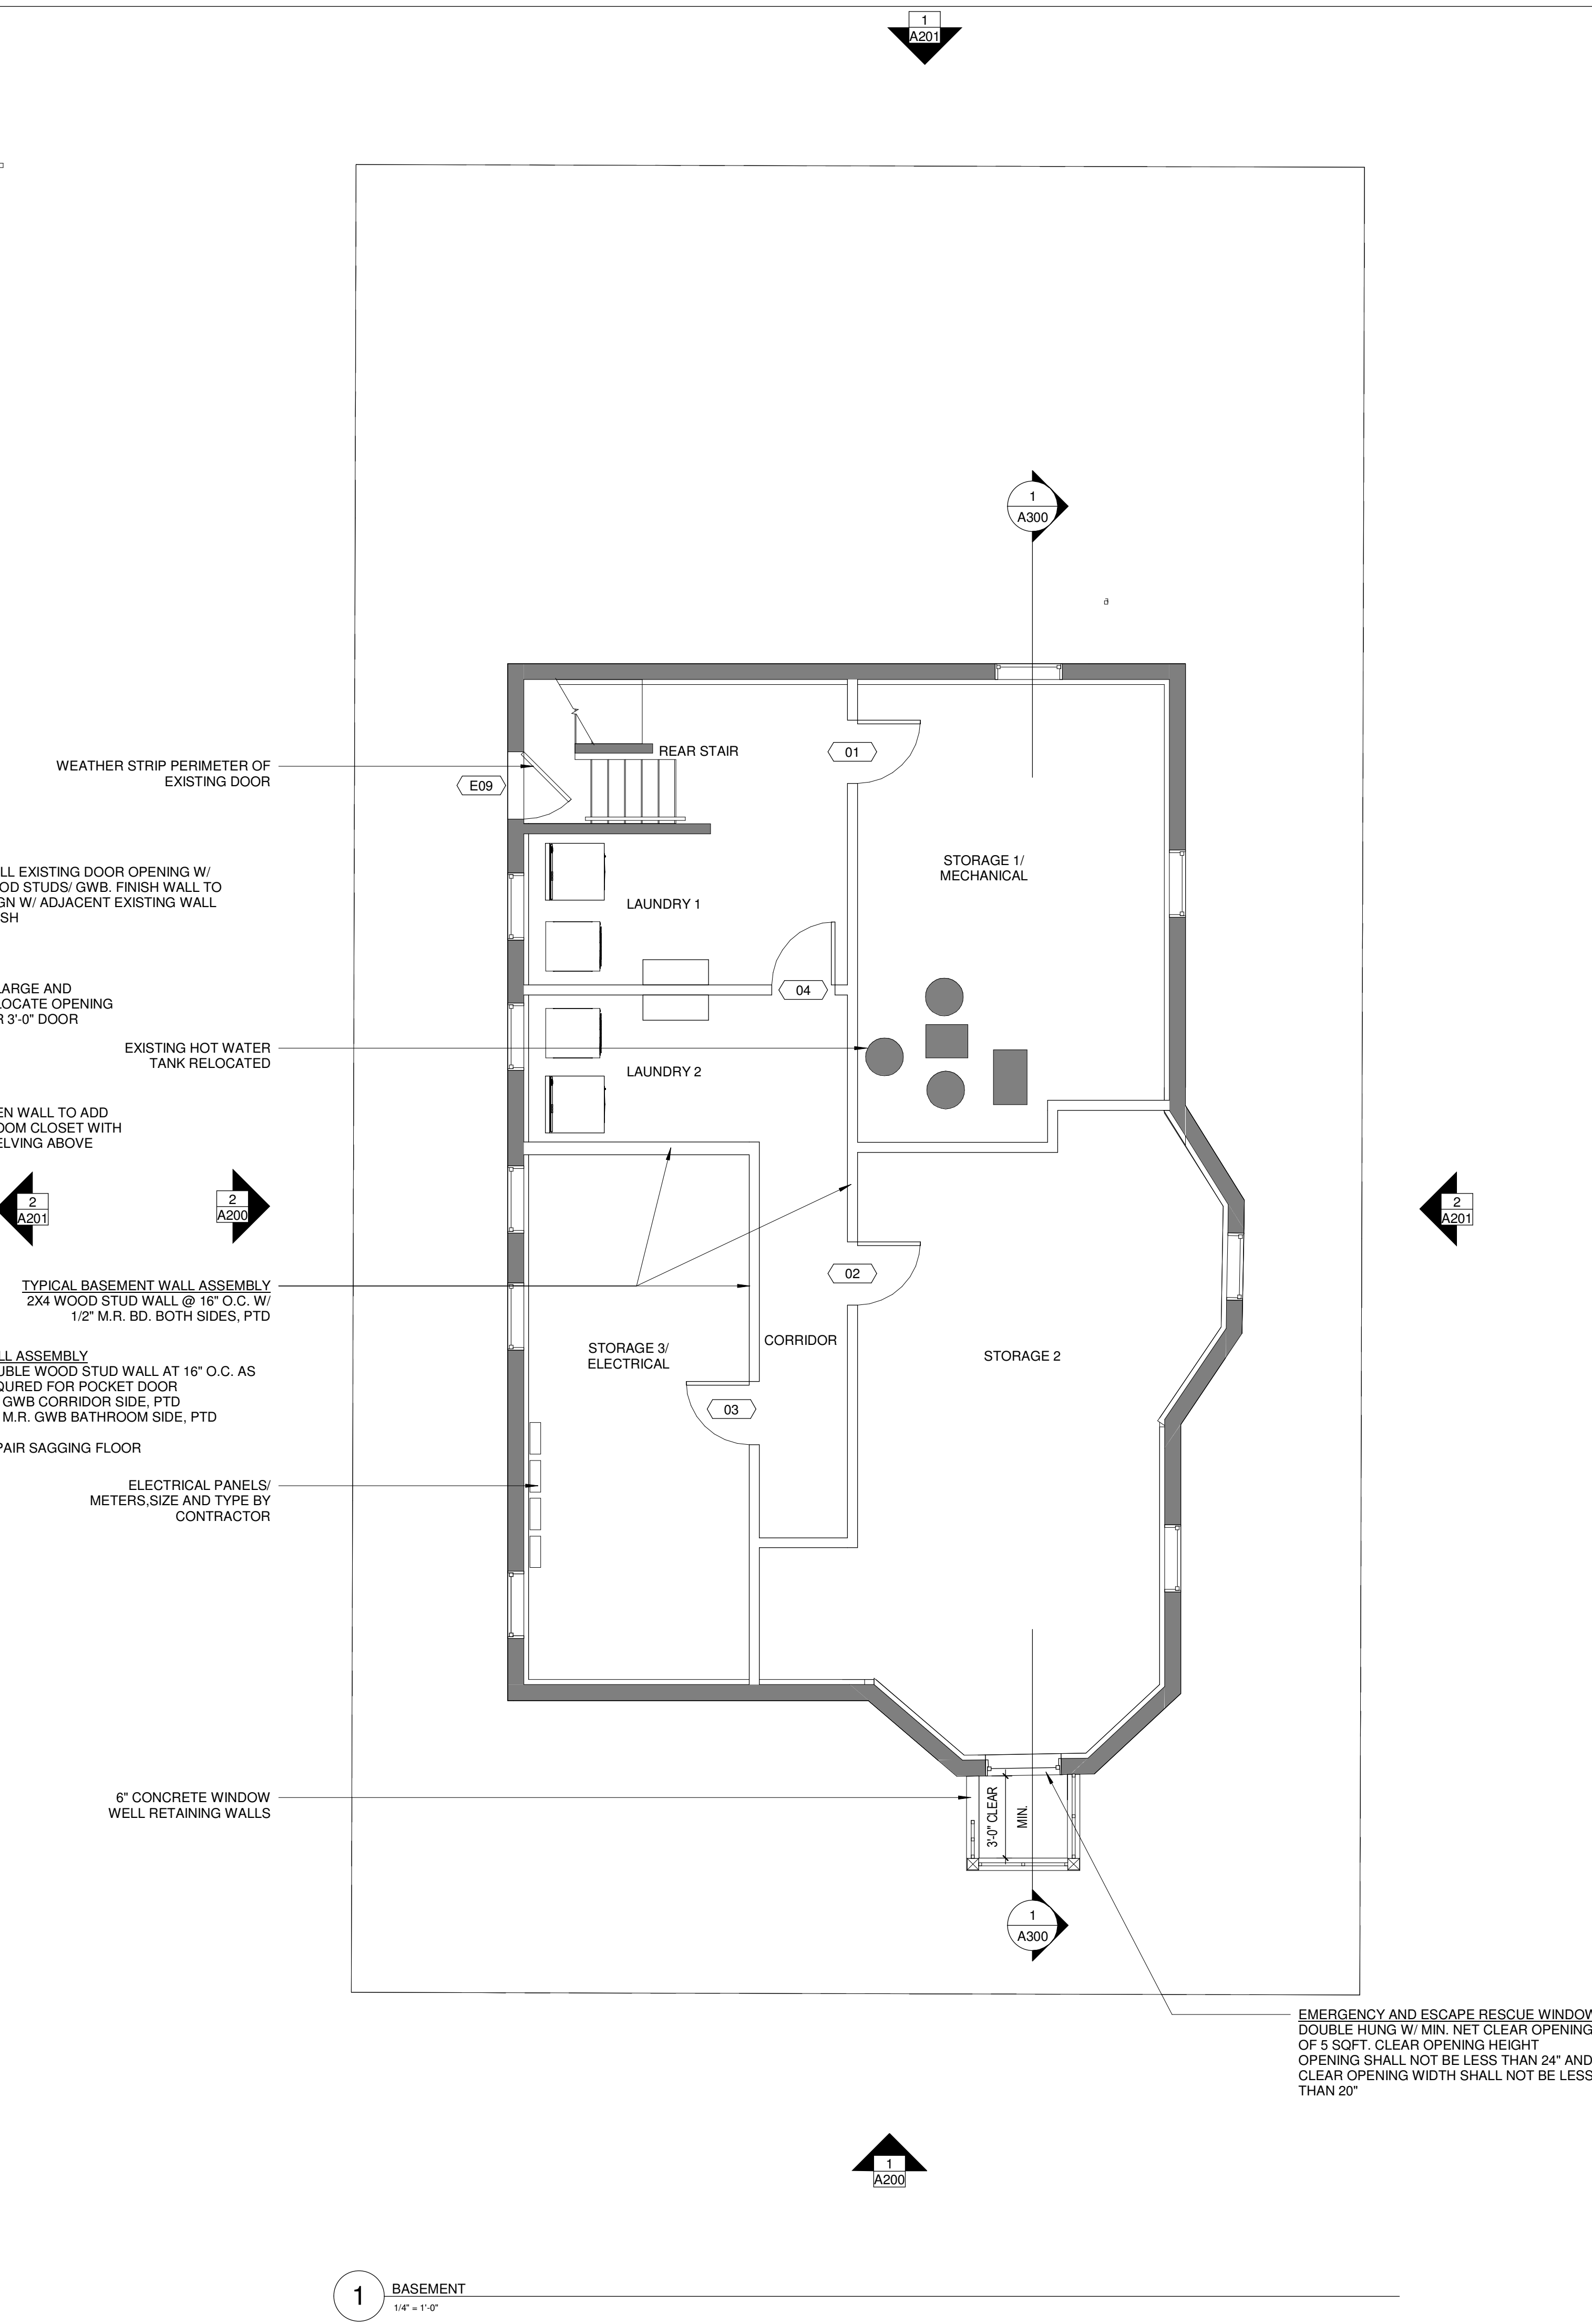 1
A201
1
A300
REAR STAIR
01
WEATHER STRIP PERIMETER OF
EXISTING DOOR
E09
STORAGE 1/
MECHANICAL
LL EXISTING DOOR OPENING W/
OD STUDS/ GWB. FINISH WALL TO
GN W/ ADJACENT EXISTING WALL
SH
LAUNDRY 1
ARGE AND
LOCATE OPENING
R 3'-0" DOOR
04
EXISTING HOT WATER
TANK RELOCATED
LAUNDRY 2
EN WALL TO ADD
OOM CLOSET WITH
ELVING ABOVE
2
A201
2
A200
2
A201
TYPICAL BASEMENT WALL ASSEMBLY
2X4 WOOD STUD WALL @ 16" O.C. W/
1/2" M.R. BD. BOTH SIDES, PTD
02
CORRIDOR
STORAGE 3/
ELECTRICAL
STORAGE 2
LL ASSEMBLY
UBLE WOOD STUD WALL AT 16" O.C. AS
QURED FOR POCKET DOOR
GWB CORRIDOR SIDE, PTD
M.R. GWB BATHROOM SIDE, PTD
03
PAIR SAGGING FLOOR
ELECTRICAL PANELS/
METERS,SIZE AND TYPE BY
CONTRACTOR
6" CONCRETE WINDOW
WELL RETAINING WALLS
3'-0" CLEAR
MIN.
1
A300
EMERGENCY AND ESCAPE RESCUE WINDOW
DOUBLE HUNG W/ MIN. NET CLEAR OPENING
OF 5 SQFT. CLEAR OPENING HEIGHT
OPENING SHALL NOT BE LESS THAN 24" AND
CLEAR OPENING WIDTH SHALL NOT BE LESS
THAN 20"
1
A200
1
BASEMENT
1/4" = 1'-0"